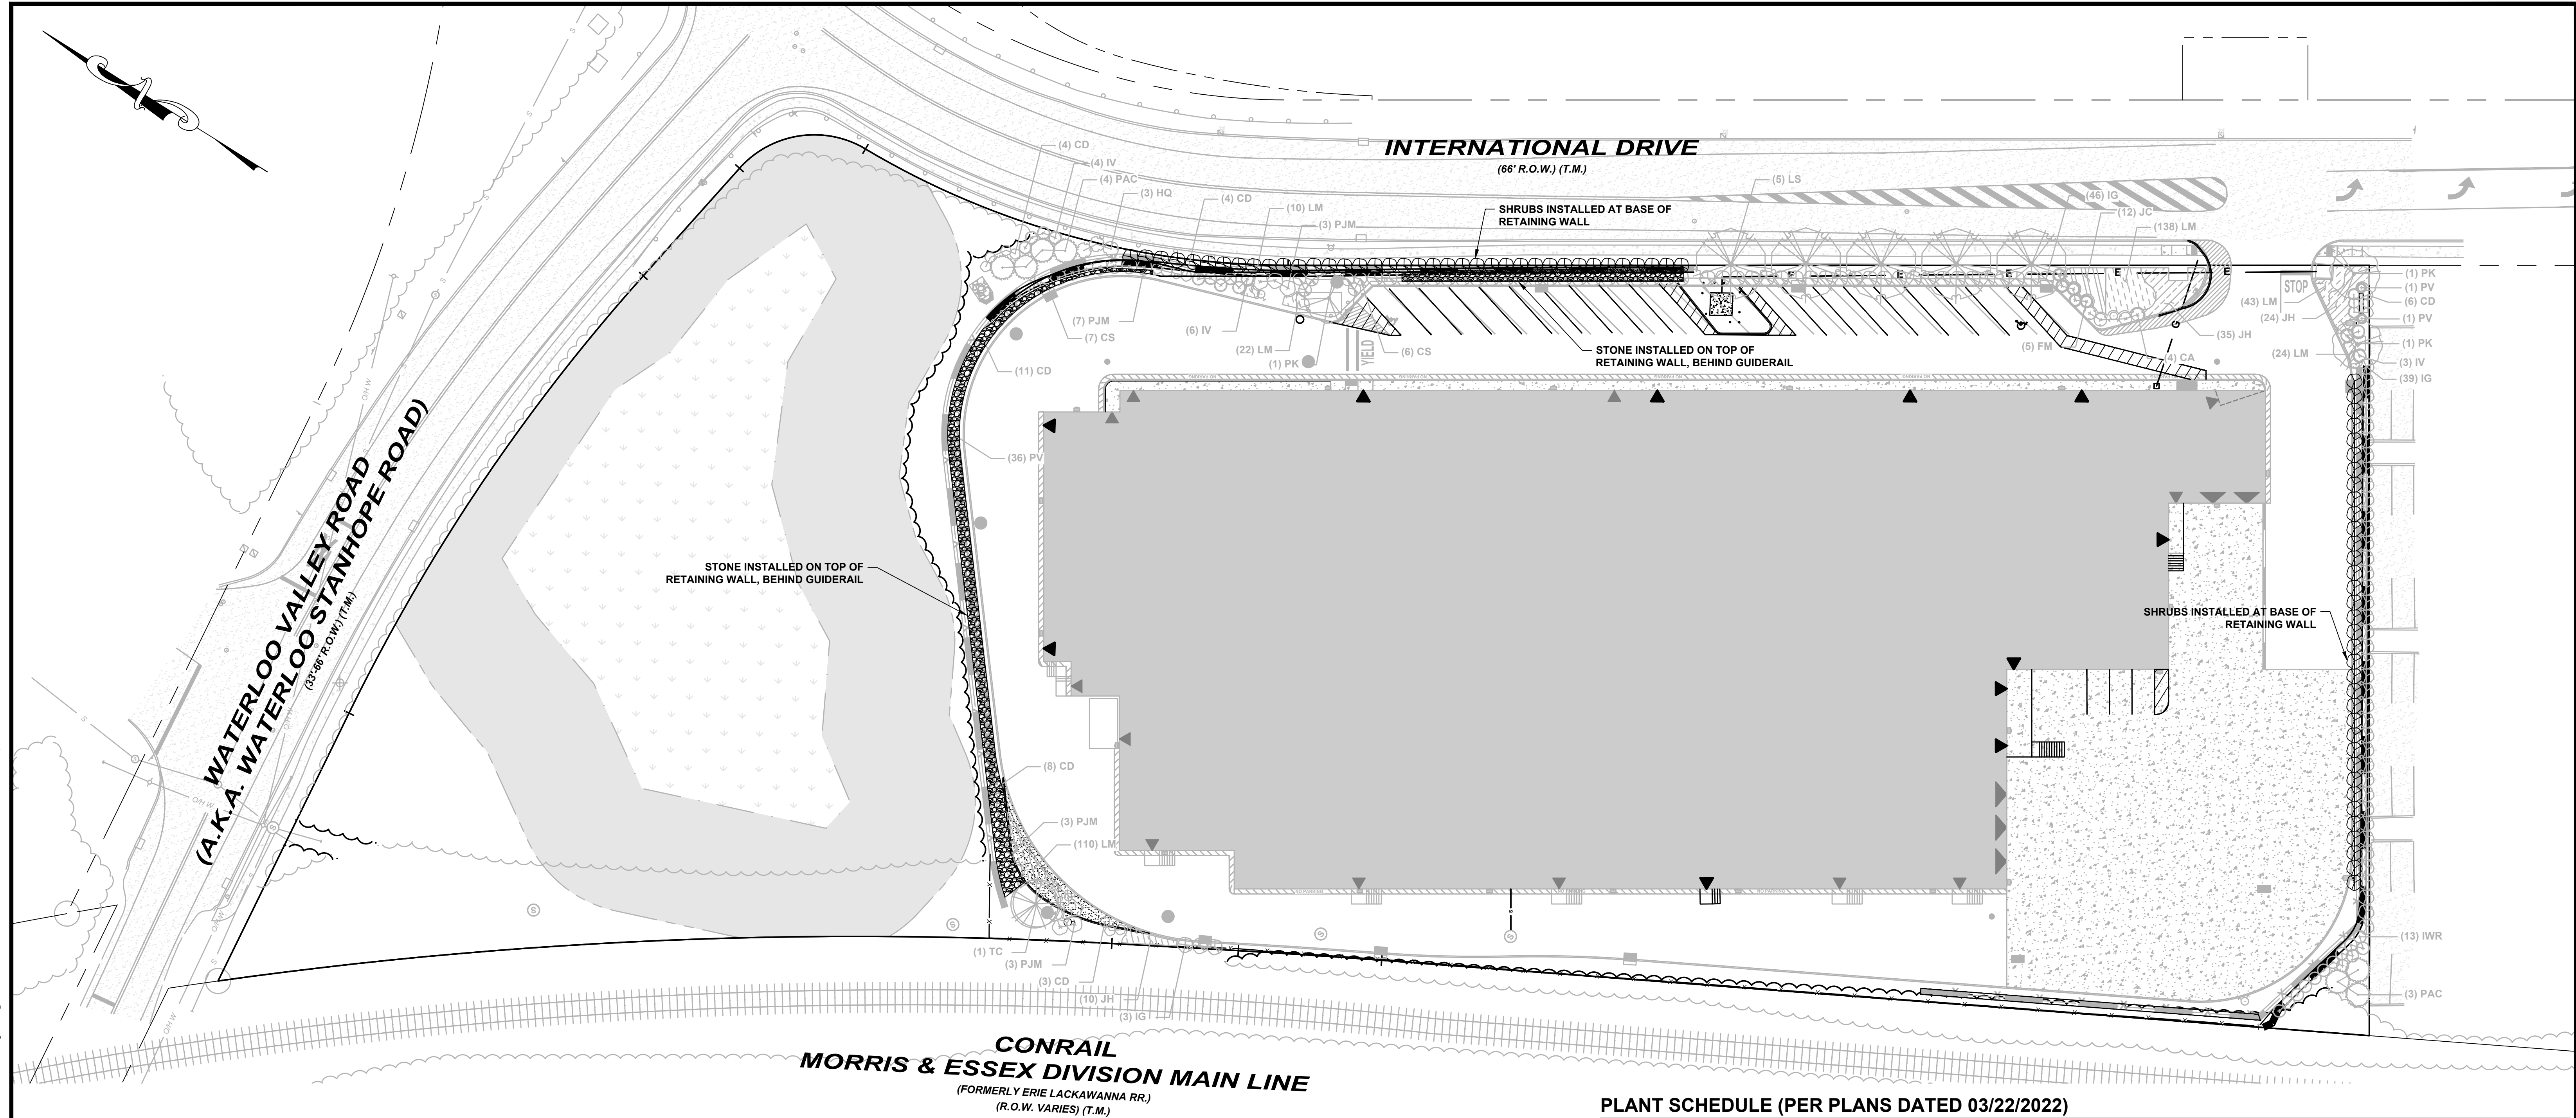 INTERNATIONAL DRIVE
(66' R.O.W.) (T.M.)
(4) CD
(4) IV
(4) PAC
(3) HQ
(4) CD
(10) LM
(3) PJM
SHRUBS INSTALLED AT BASE OF
RETAINING WALL
(5) LS
(46) IG
(12) JC
(138) LM
STOP
(1) PK
(1) PV
(6) CD
(1) PV
(1) PK
(3) IV
(39) IG
(43) LM
(24) JH
(24) LM
(35) JH
(4) CA
(5) FM
(7) PJM
(7) CS
(11) CD
(6) IV
(22) LM
(1) PK
YIELD
(6) CS
STONE INSTALLED ON TOP OF
RETAINING WALL, BEHIND GUIDERAIL
(36) PV
WATERLOO VALLEY ROAD
(A.K.A. WATERLOO STANHOPE ROAD)
(33'-66' R.O.W.) (T.M.)
STONE INSTALLED ON TOP OF
RETAINING WALL, BEHIND GUIDERAIL
SHRUBS INSTALLED AT BASE OF
RETAINING WALL
(8) CD
(3) PJM
(110) LM
(1) TC
(3) PJM
(3) CD
(10) JH
(3) IG
(13) IWR
(3) PAC
CONRAIL
MORRIS & ESSEX DIVISION MAIN LINE
(FORMERLY ERIE LACKAWANNA RR.)
(R.O.W. VARIES) (T.M.)
PLANT SCHEDULE (PER PLANS DATED 03/22/2022)